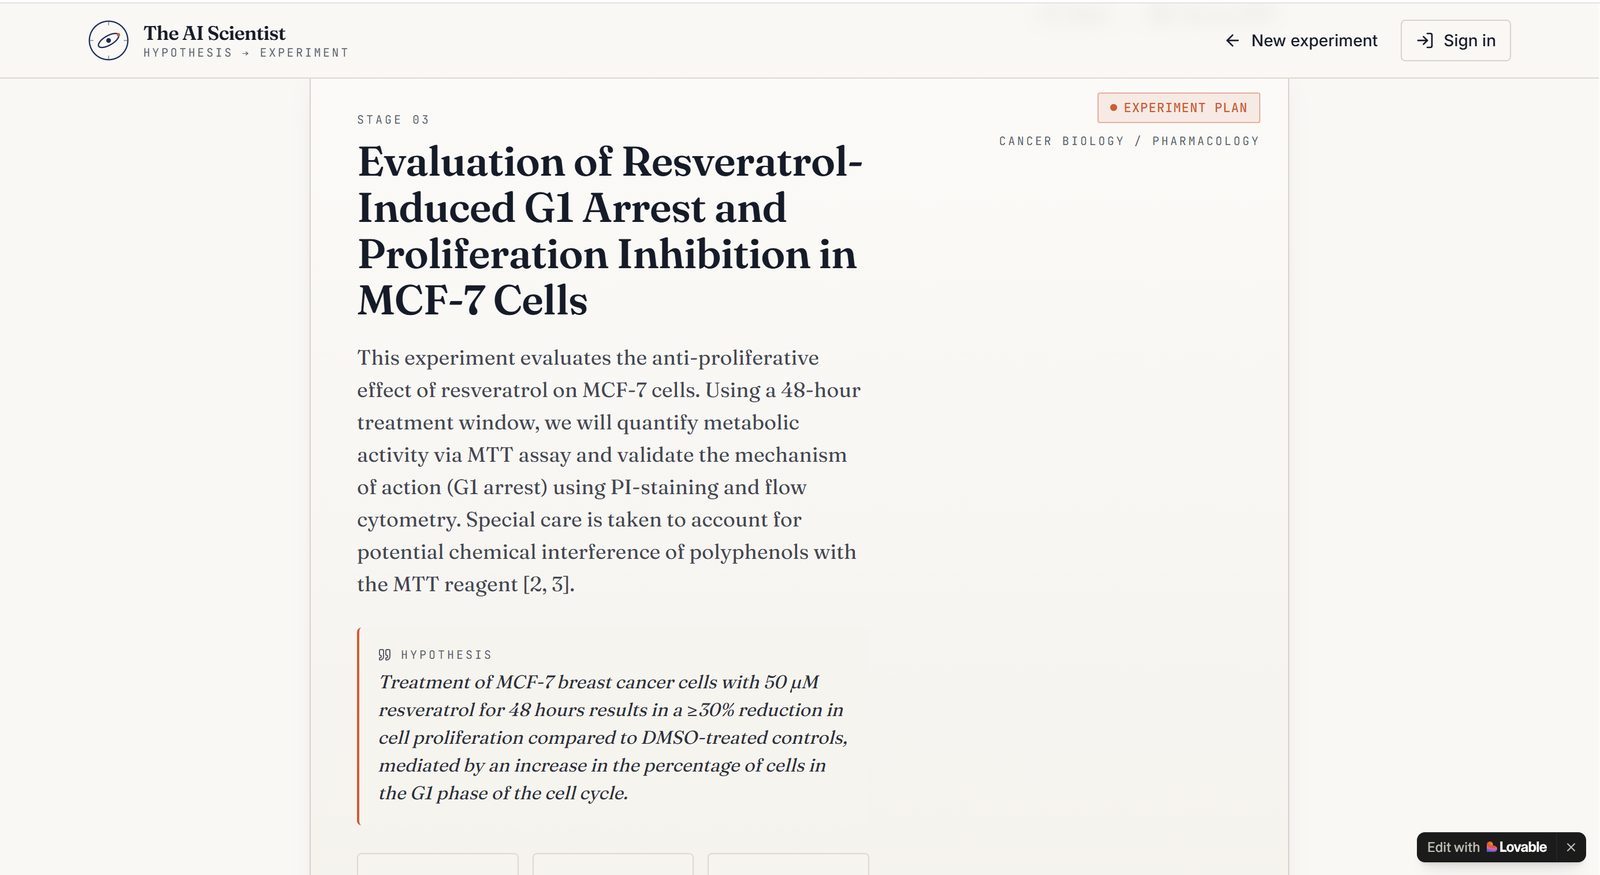 The AI Scientist
HYPOTHESIS → EXPERIMENT
← New experiment
Sign in
EXPERIMENT PLAN
CANCER BIOLOGY / PHARMACOLOGY
STAGE 03
Evaluation of Resveratrol-
Induced G1 Arrest and
Proliferation Inhibition in
MCF-7 Cells
This experiment evaluates the anti-proliferative
effect of resveratrol on MCF-7 cells. Using a 48-hour
treatment window, we will quantify metabolic
activity via MTT assay and validate the mechanism
of action (G1 arrest) using PI-staining and flow
cytometry. Special care is taken to account for
potential chemical interference of polyphenols with
the MTT reagent [2, 3].
HYPOTHESIS
Treatment of MCF-7 breast cancer cells with 50 μM
resveratrol for 48 hours results in a ≥30% reduction in
cell proliferation compared to DMSO-treated controls,
mediated by an increase in the percentage of cells in
the G1 phase of the cell cycle.
Edit with Lovable ×